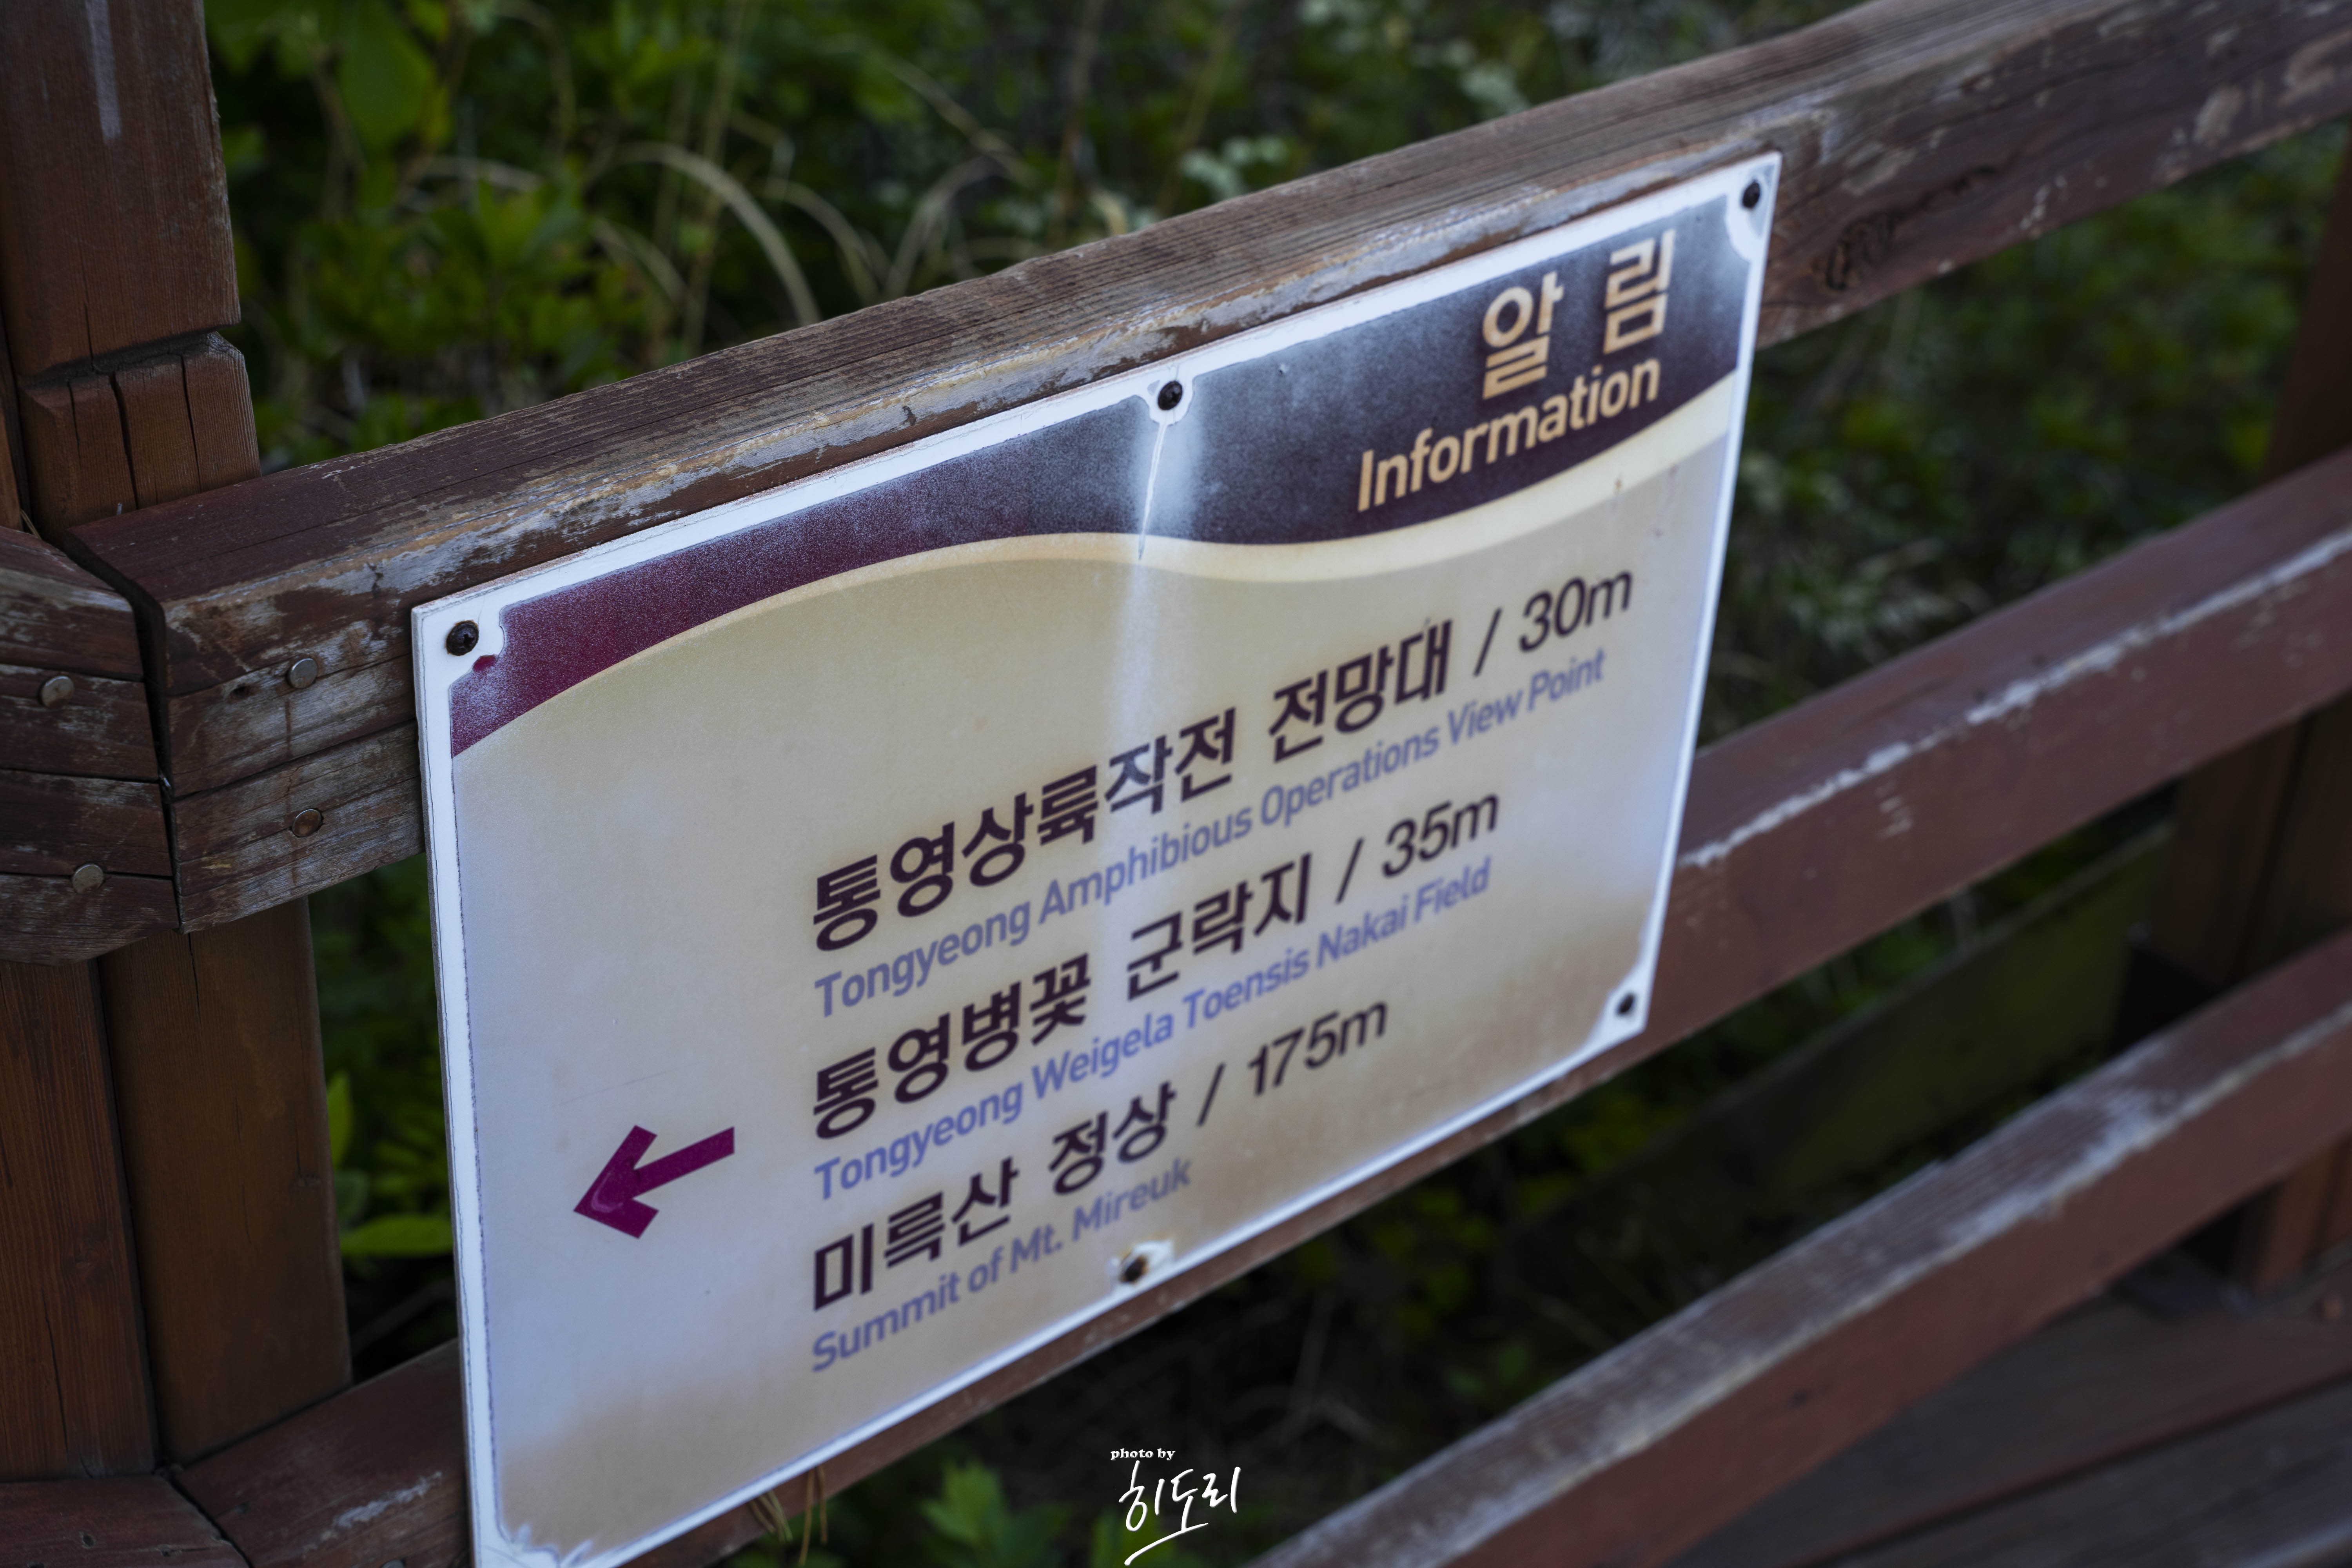 알 림
Information
통영상륙작전 전망대 / 30m
Tongyeong Amphibious Operations View Point
통영병꽃 군락지 / 35m
Tongyeong Weigela Toensis Nakai Field
미륵산 정상 / 175m
Summit of Mt. Mireuk
photo by
히도리